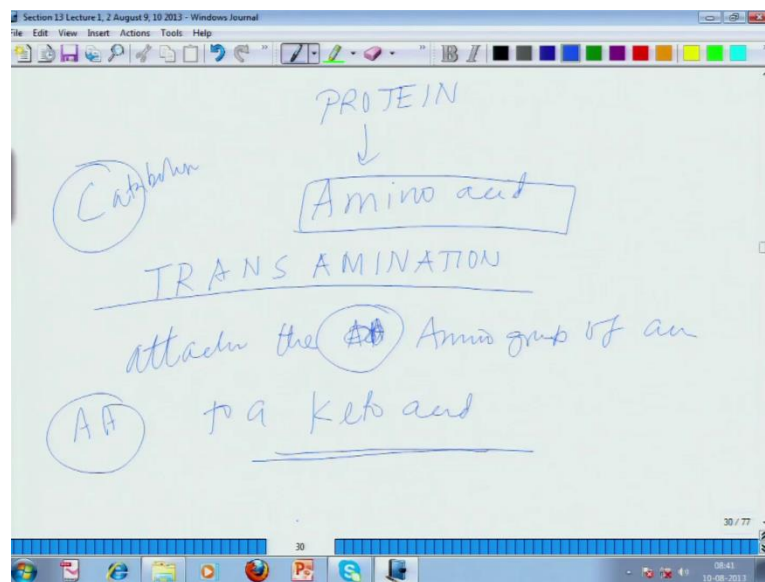 Section 13 Lecture 1, 2 August 9, 10 2013 - Windows Journal
File Edit View Insert Actions Tools Help
B I
PROTEIN
Catabolism
Amino acid
TRANSAMINATION
attach the Amino group of an
AA to a Keto acid
30 / 77
30
08:41
10-08-2013